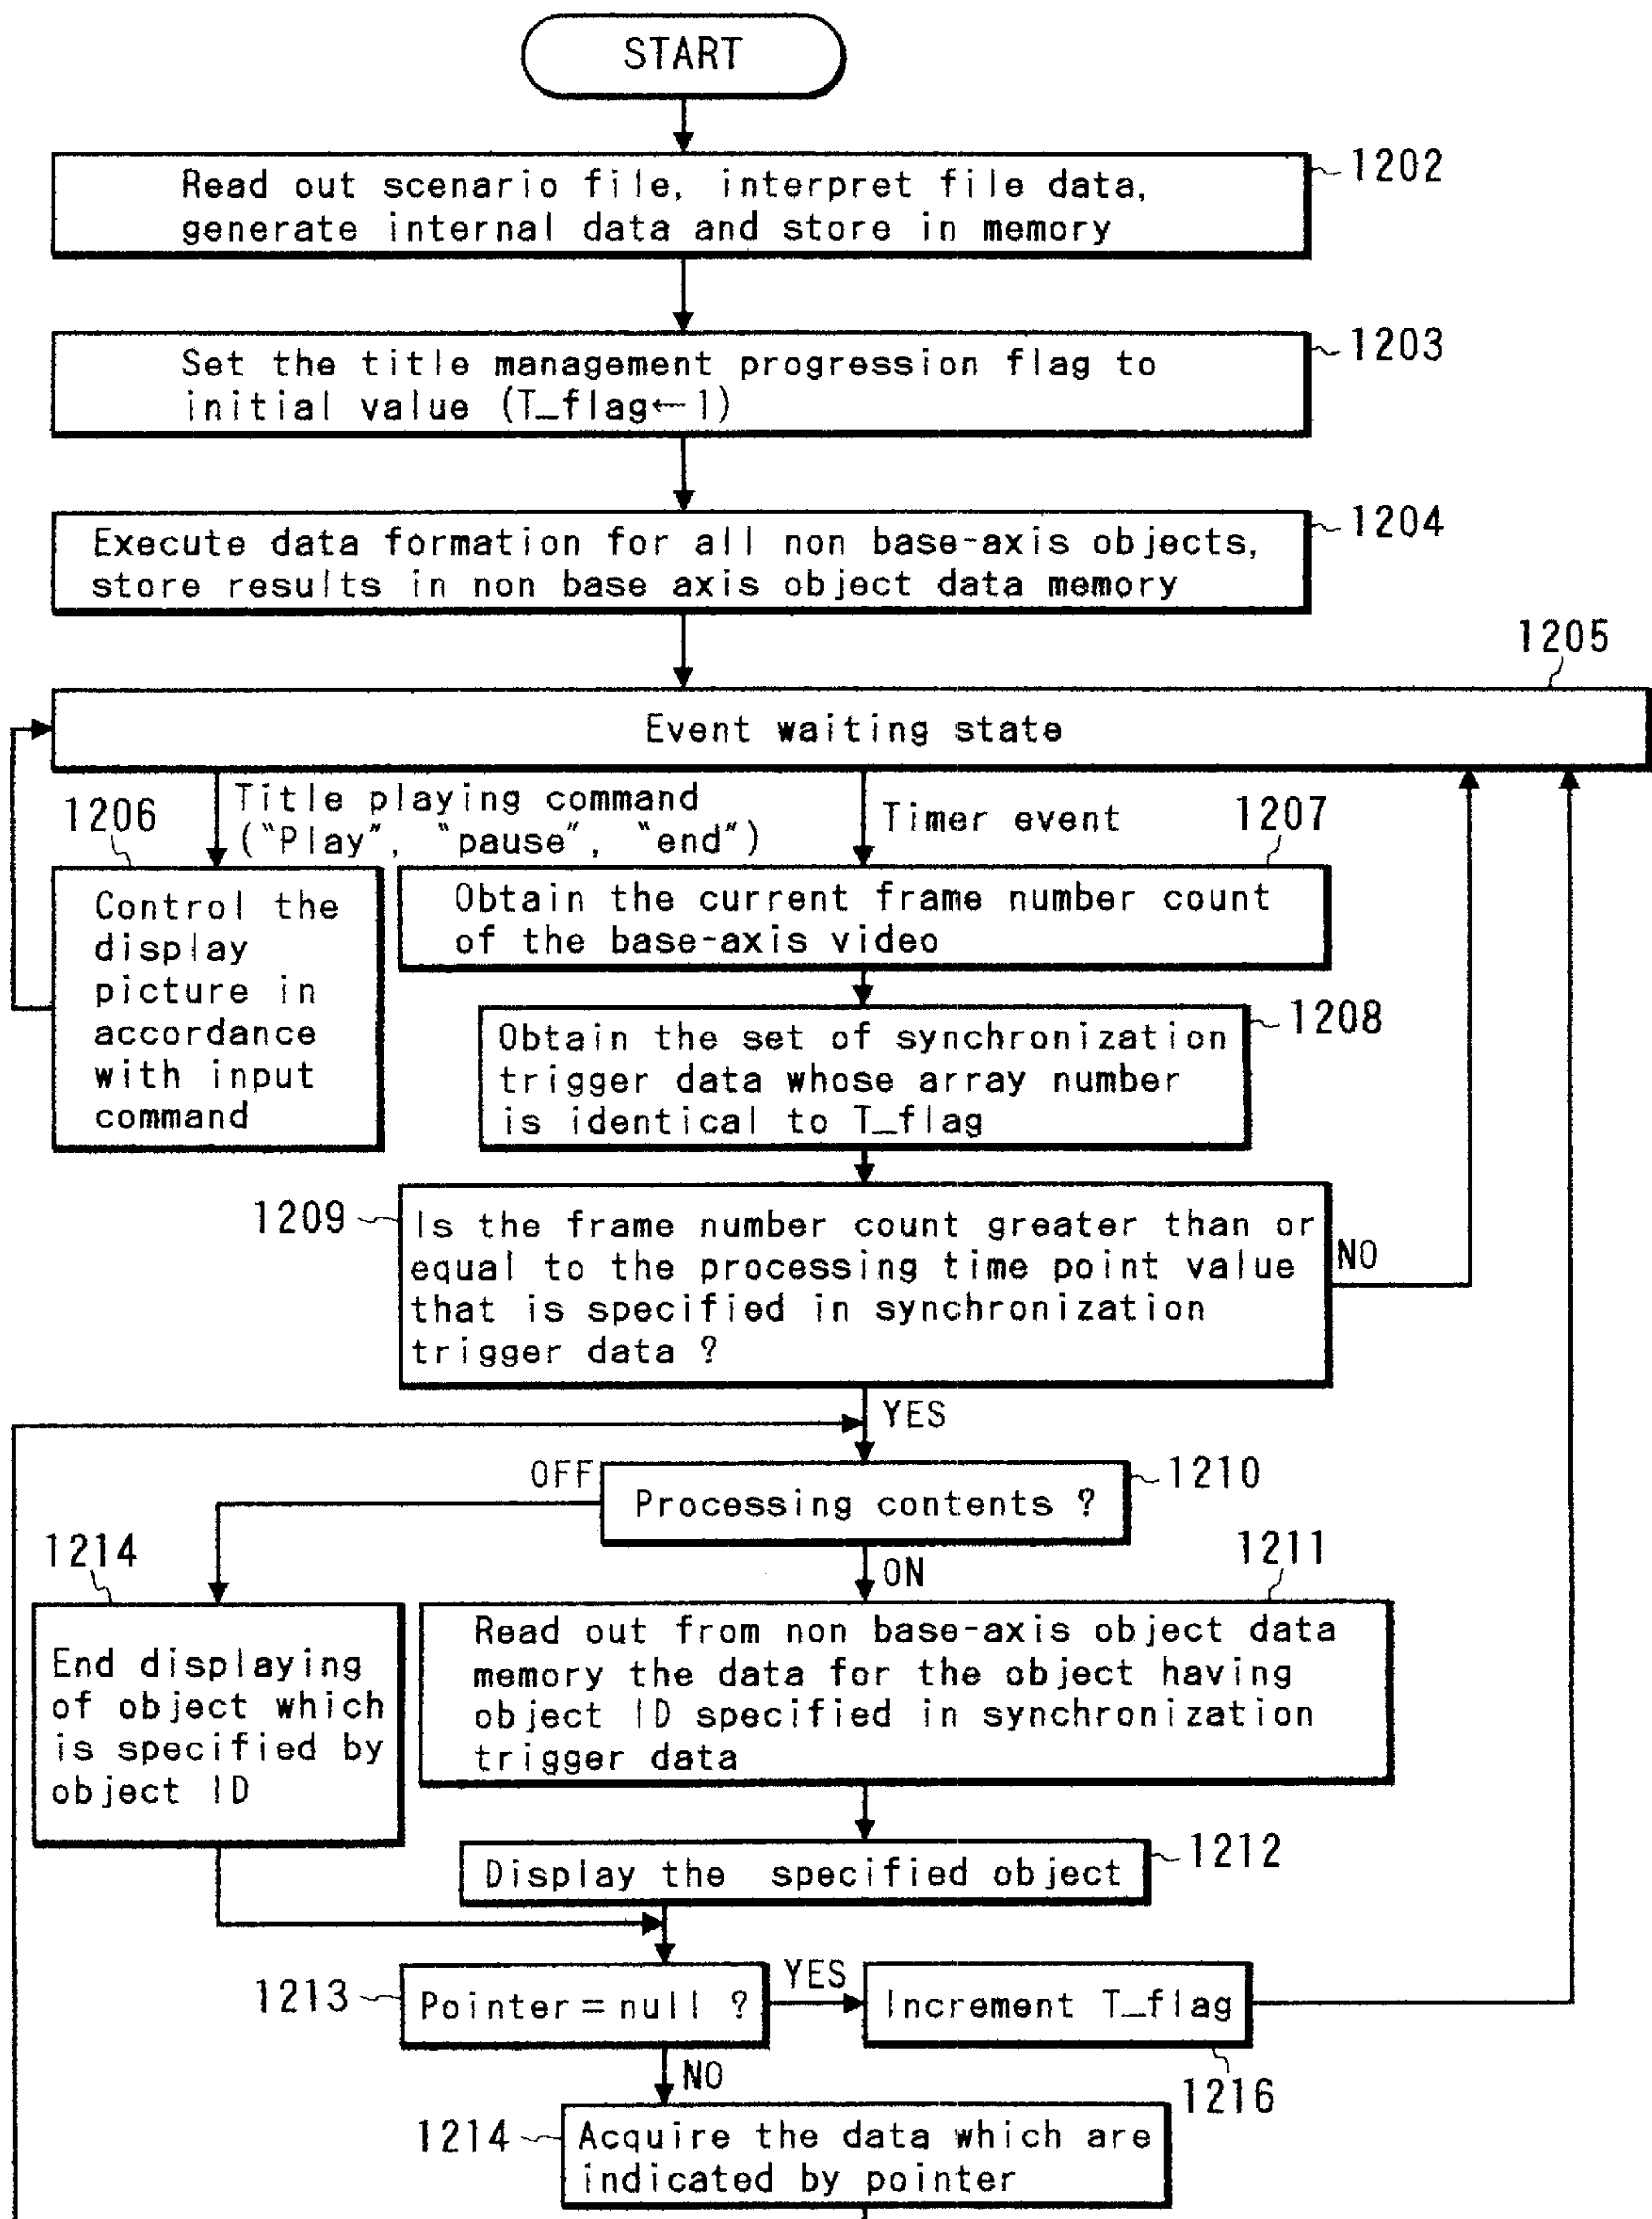 START
1202
Read out scenario file, interpret file data,
generate internal data and store in memory
1203
Set the title management progression flag to
initial value (T_flag←1)
1204
Execute data formation for all non base-axis objects,
store results in non base axis object data memory
1205
Event waiting state
1206
Title playing command
("Play", "pause", "end")
Timer event
1207
Control the
display
picture in
accordance
with input
command
Obtain the current frame number count
of the base-axis video
1208
Obtain the set of synchronization
trigger data whose array number
is identical to T_flag
1209
Is the frame number count greater than or
equal to the processing time point value
that is specified in synchronization
trigger data ?
NO
YES
OFF
1210
Processing contents ?
1214
ON
1211
End displaying
of object which
is specified by
object ID
Read out from non base-axis object data
memory the data for the object having
object ID specified in synchronization
trigger data
1212
Display the specified object
1213
Pointer=null ?
YES
Increment T_flag
NO
1216
1214
Acquire the data which are
indicated by pointer